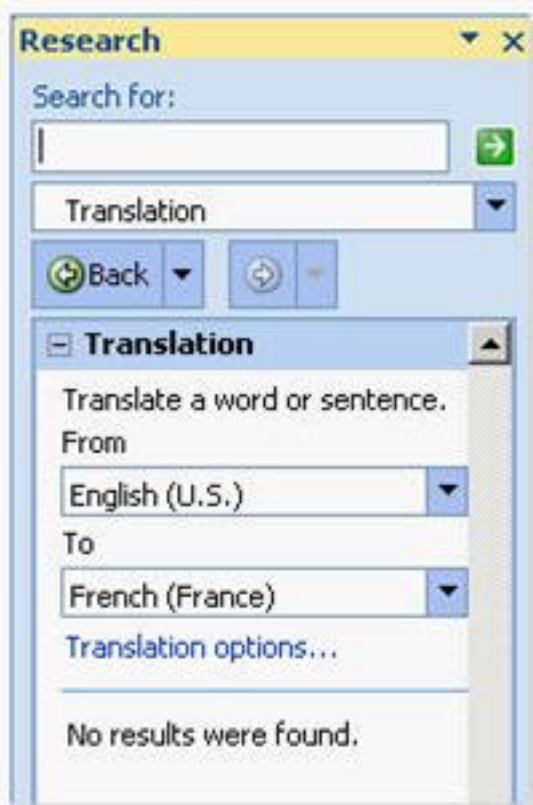 Research
Search for:
Translation
Back
Translation
Translate a word or sentence.
From
English (U.S.)
To
French (France)
Translation options...
No results were found.